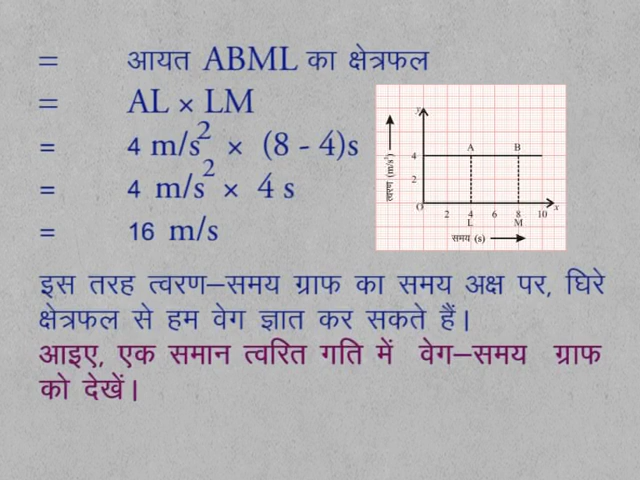 = आयत ABML का क्षेत्रफल
= AL × LM
= 4 m/s² × (8 - 4)s
= 4 m/s² × 4 s
= 16 m/s
y
त्वरण (m/s²)
A B
4
2
O
2 4 6 8 10 x
L M
समय (s)
इस तरह त्वरण–समय ग्राफ का समय अक्ष पर, घिरे
क्षेत्रफल से हम वेग ज्ञात कर सकते हैं।
आइए, एक समान त्वरित गति में वेग–समय ग्राफ
को देखें।